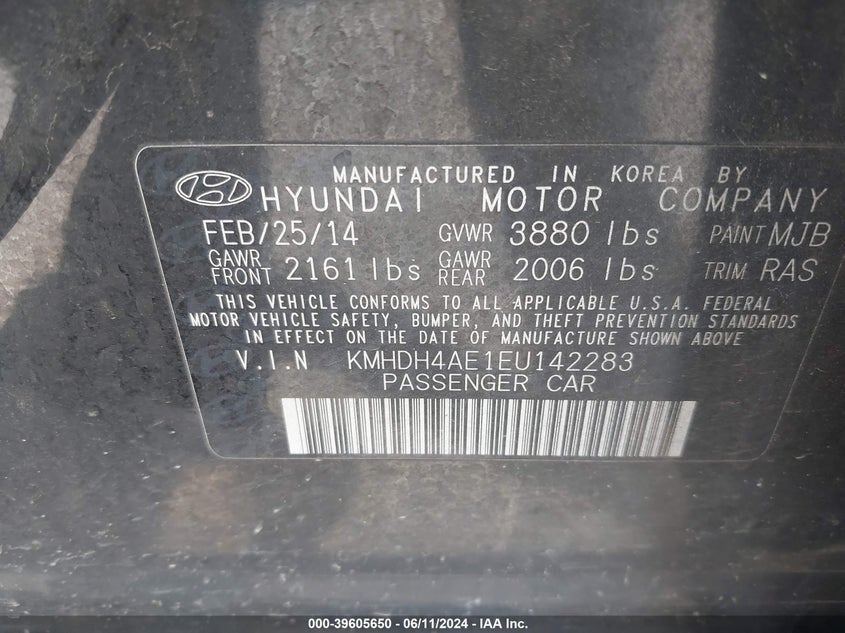 MANUFACTURED IN KOREA BY
HYUNDAI MOTOR COMPANY
FEB/25/14 GVWR 3880 lbs PAINT MJB
GAWR FRONT 2161 lbs GAWR REAR 2006 lbs TRIM RAS
THIS VEHICLE CONFORMS TO ALL APPLICABLE U.S.A. FEDERAL
MOTOR VEHICLE SAFETY, BUMPER, AND THEFT PREVENTION STANDARDS
IN EFFECT ON THE DATE OF MANUFACTURE SHOWN ABOVE
V.I.N KMHDH4AE1EU142283
PASSENGER CAR
000-39605650 - 06/11/2024 - IAA Inc.